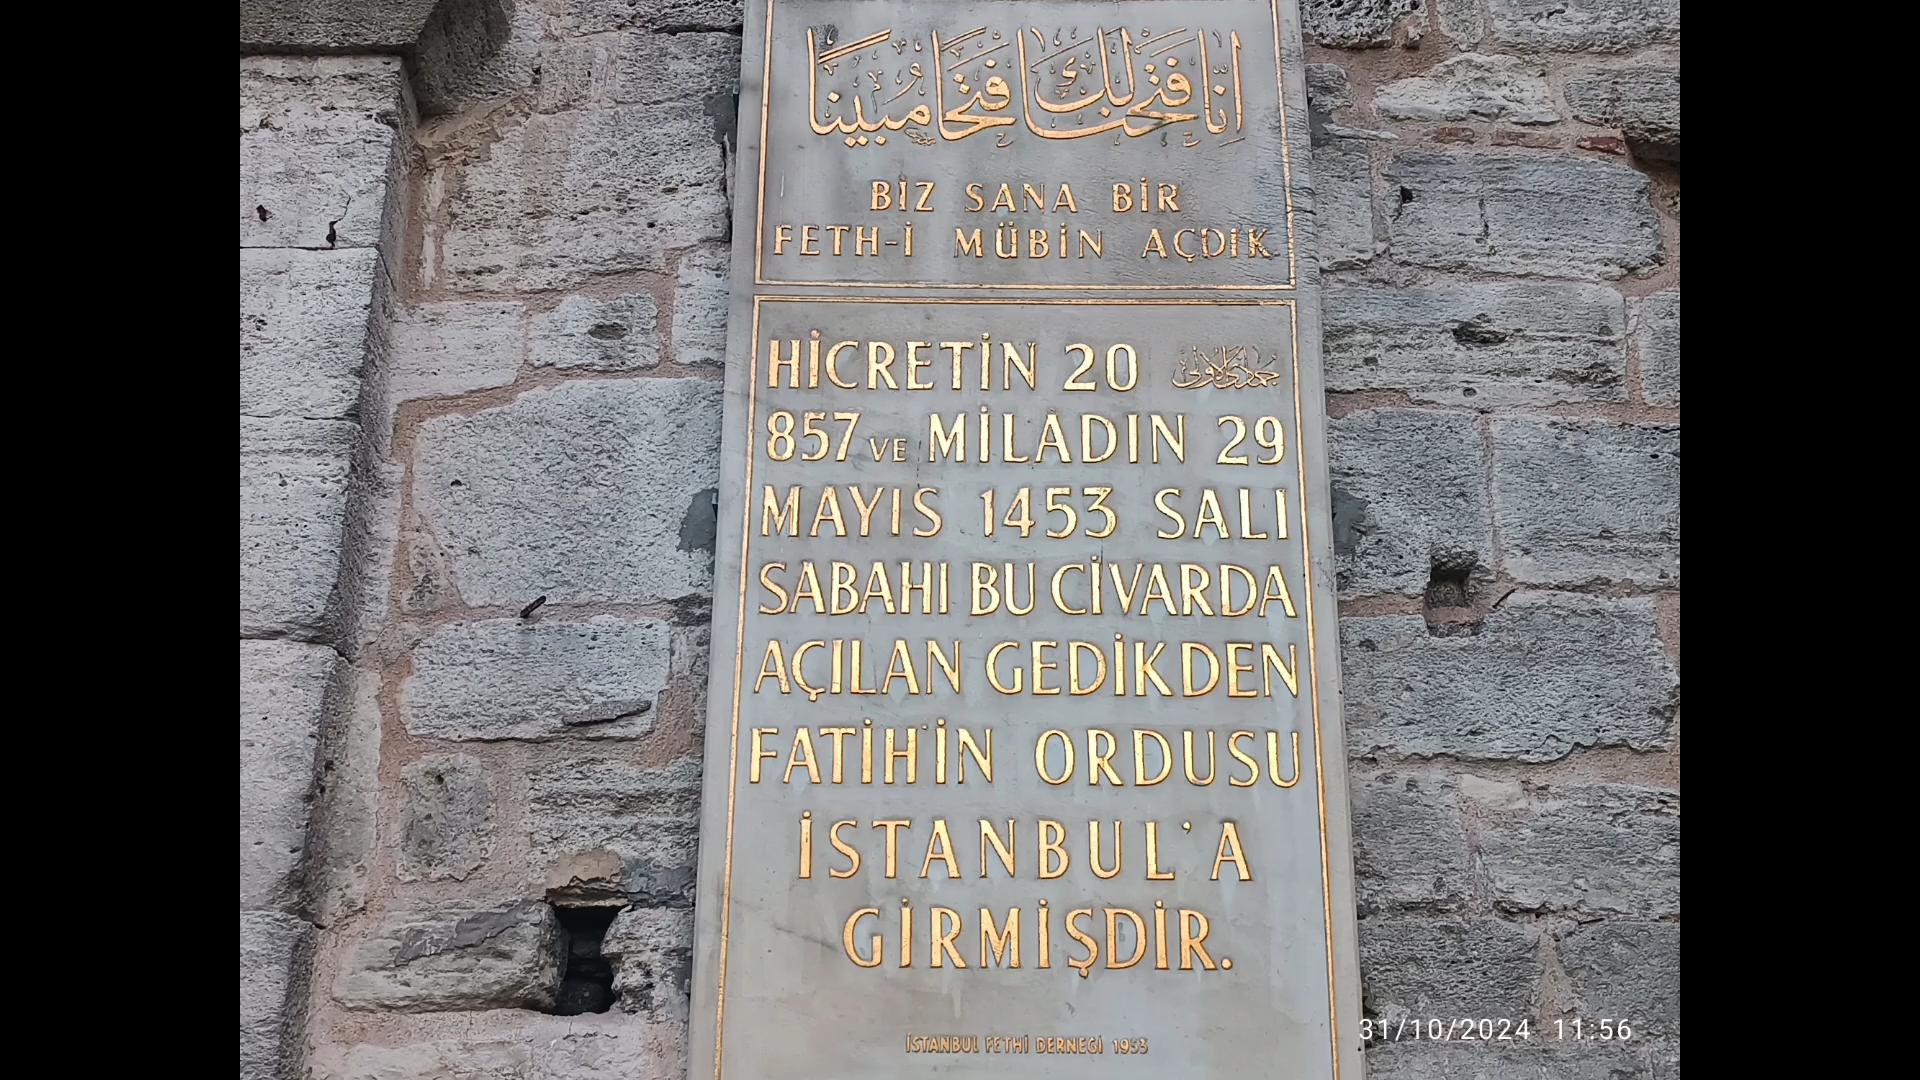 إنا فتحنا لك فتحا مبينا
BİZ SANA BİR
FETH-İ MÜBİN AÇDIK
HİCRETİN 20 جمادى الاولى
857 VE MİLADIN 29
MAYIS 1453 SALI
SABAHI BU CİVARDA
AÇILAN GEDİKDEN
FATİH'İN ORDUSU
İSTANBUL'A
GİRMİŞDİR.
İSTANBUL FETHİ DERNEĞİ 1953
31/10/2024 11:56